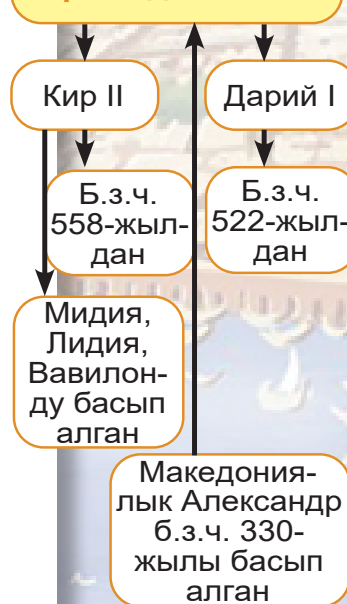 Кир II
Дарий I
Б.з.ч.
558-жыл-
дан
Б.з.ч.
522-жыл-
дан
Мидия,
Лидия,
Вавилон-
ду басып
алган
Македония-
лык Александр
б.з.ч. 330-
жылы басып
алган